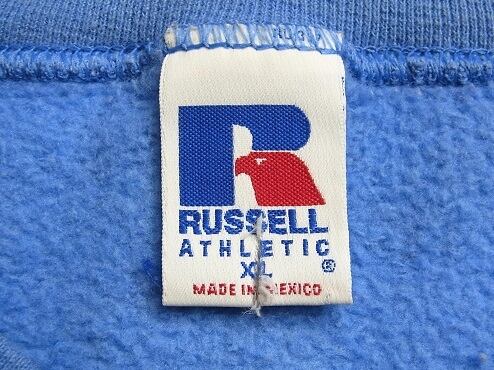 RUSSELL
ATHLETIC
XL ®
MADE IN MEXICO